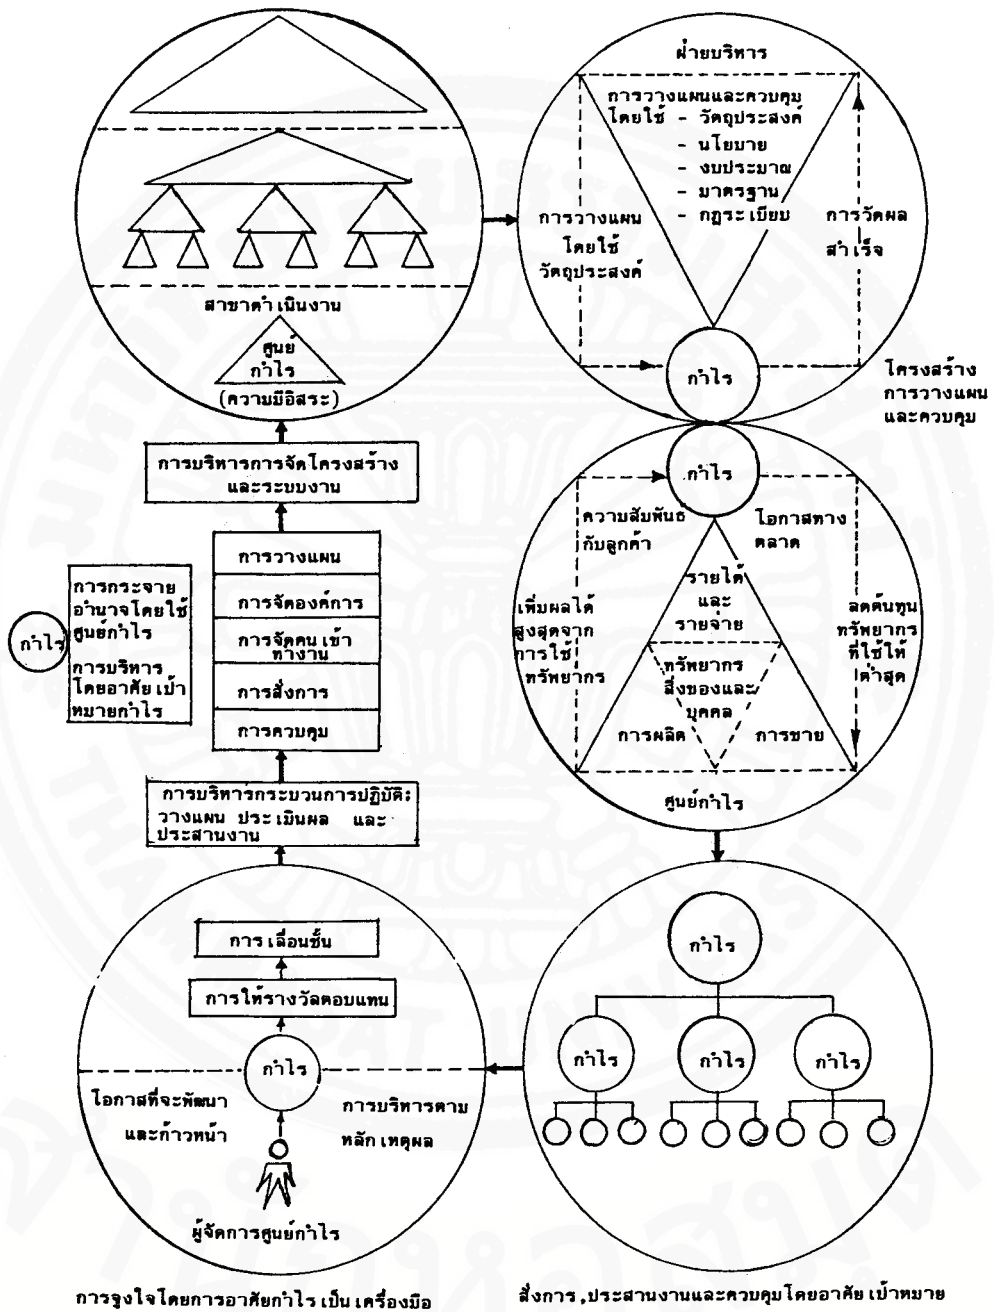 สาขาดำเนินงาน
ศูนย์
กำไร
(ความมีอิสระ)
ฝ่ายบริหาร
การวางแผนและควบคุม
โดยใช้ - วัตถุประสงค์
- นโยบาย
- งบประมาณ
- มาตรฐาน
- กฎระเบียบ
การวางแผน
โดยใช้
วัตถุประสงค์
การวัดผล
สำเร็จ
กำไร
โครงสร้าง
การวางแผน
และควบคุม
กำไร
ความสัมพันธ
กับลูกค้า
โอกาสทาง
ตลาด
เพิ่มผลได้
สูงสุดจาก
การใช้
ทรัพยากร
รายได้
และ
รายจ่าย
ทรัพยากร
สิ่งของและ
บุคคล
การผลิต
การขาย
ลดต้นทุน
ทรัพยากร
ที่ใช้ให้
ต่ำสุด
ศูนย์กำไร
การบริหารการจัดโครงสร้าง
และระบบงาน
การวางแผน
การจัดองค์การ
การจัดคนเข้า
ทำงาน
การสั่งการ
การควบคุม
กำไร
การกระจาย
อำนาจโดยใช้
ศูนย์กำไร
การบริหาร
โดยอาศัยเป้า
หมายกำไร
การบริหารกระบวนการปฏิบัติ:
วางแผน ประเมินผล และ
ประสานงาน
การเลื่อนชั้น
การให้รางวัลตอบแทน
กำไร
โอกาสที่จะพัฒนา
และก้าวหน้า
การบริหารตาม
หลักเหตุผล
ผู้จัดการศูนย์กำไร
กำไร
กำไร
กำไร
กำไร
การจูงใจโดยการอาศัยกำไรเป็นเครื่องมือ
สั่งการ,ประสานงานและควบคุมโดยอาศัยเป้าหมาย